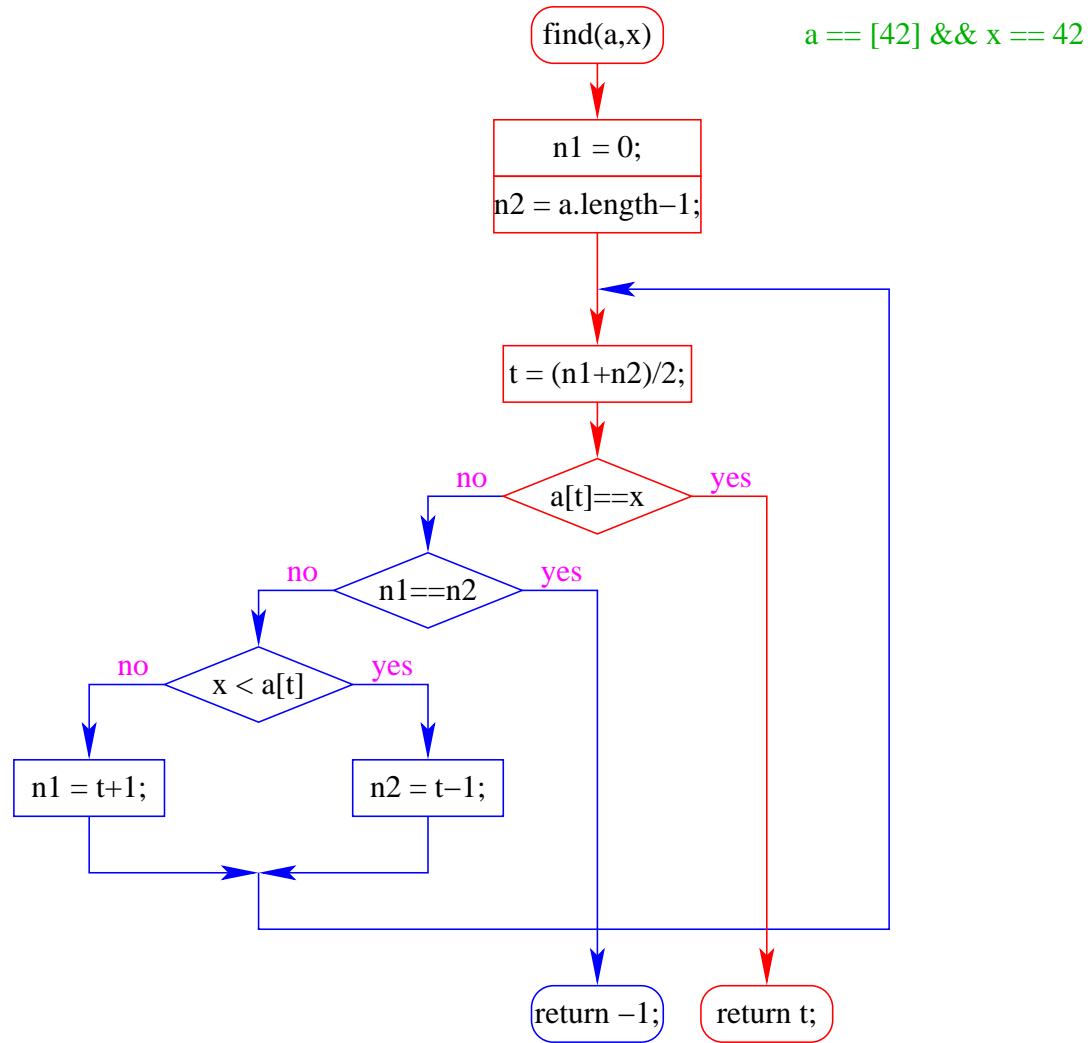 find(a,x)
a == [42] && x == 42
n1 = 0;
n2 = a.length−1;
t = (n1+n2)/2;
no
yes
a[t]==x
no
yes
n1==n2
no
yes
x < a[t]
n1 = t+1;
n2 = t−1;
return −1;
return t;